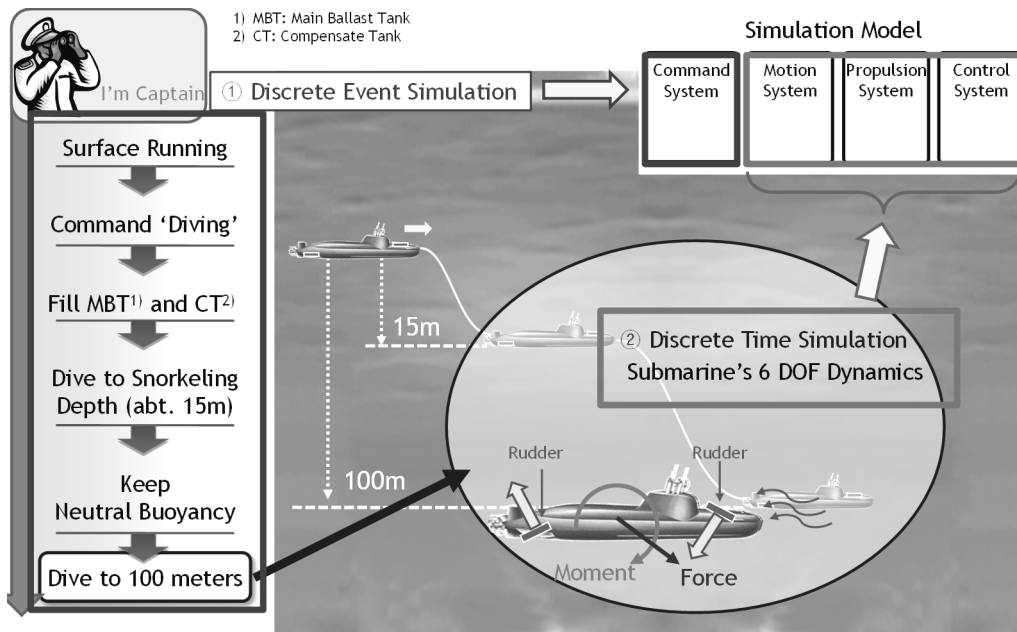 1) MBT: Main Ballast Tank
2) CT: Compensate Tank
I'm Captain
① Discrete Event Simulation
Simulation Model
Command
System
Motion
System
Propulsion
System
Control
System
Surface Running
Command ‘Diving’
Fill MBT1) and CT2)
Dive to Snorkeling
Depth (abt. 15m)
Keep
Neutral Buoyancy
Dive to 100 meters
15m
100m
② Discrete Time Simulation
Submarine’s 6 DOF Dynamics
Rudder
Rudder
Moment
Force